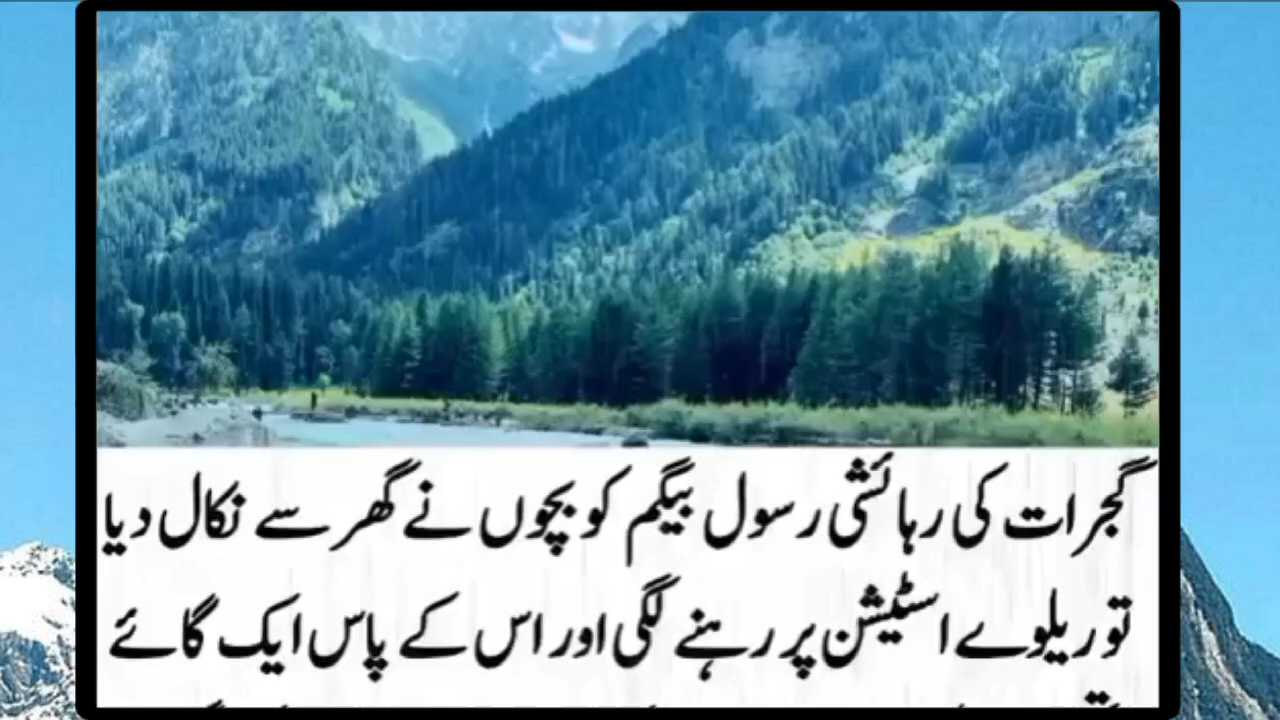 گجرات کی رہائشی رسول بیگم کو بچوں نے گھر سے نکال دیا
تو ریلوے اسٹیشن پر رہنے لگی اور اس کے پاس ایک گائے